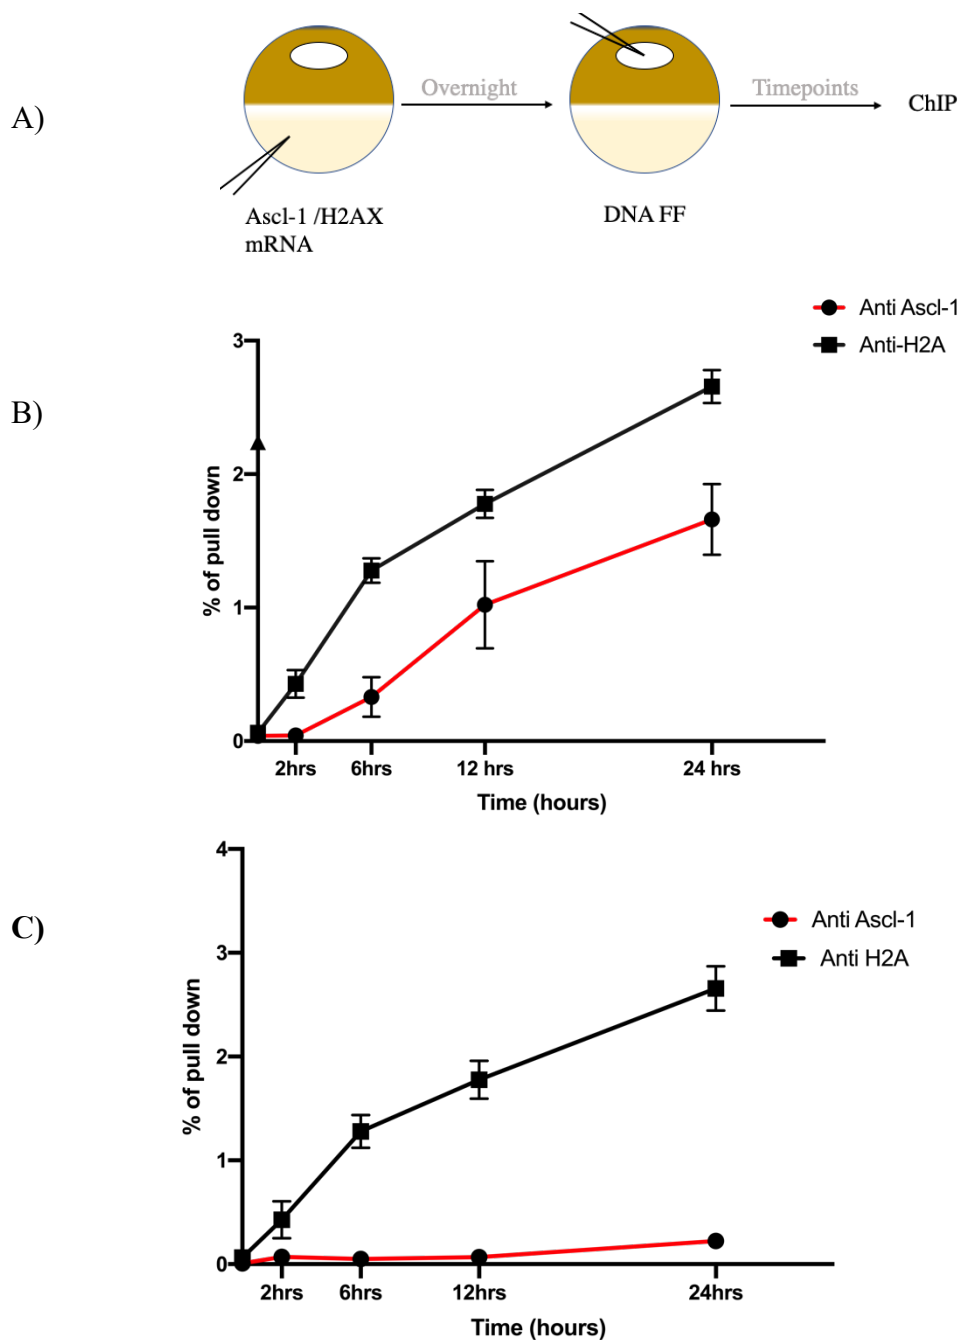 A)
Overnight
Timepoints
ChIP
Ascl-1 /H2AX
mRNA
DNA FF
B)
Anti Ascl-1
Anti-H2A
3
2
1
0
% of pull down
2hrs 6hrs 12 hrs 24 hrs
Time (hours)
C)
Anti Ascl-1
Anti H2A
4
3
2
1
0
% of pull down
2hrs 6hrs 12hrs 24hrs
Time (hours)